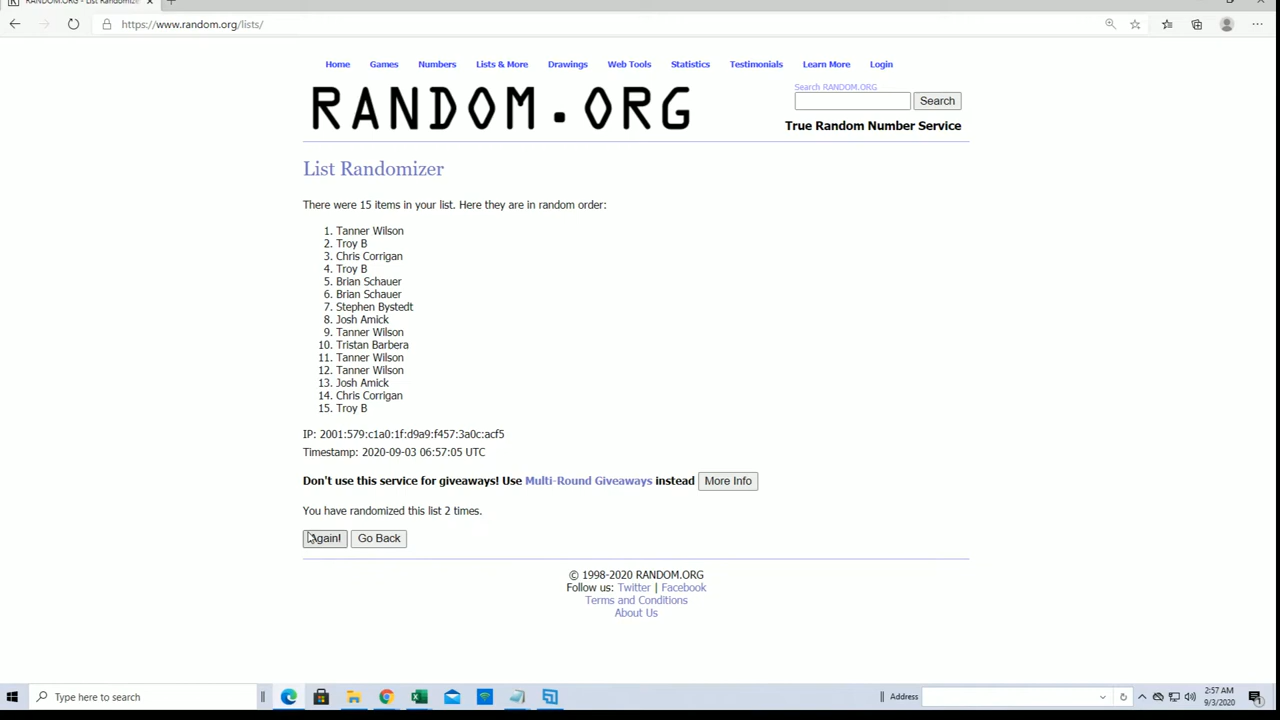 RANDOM.ORG - List Randomiz
https://www.random.org/lists/
Home Games Numbers Lists & More Drawings Web Tools Statistics Testimonials Learn More Login
Search RANDOM.ORG
RANDOM.ORG
Search
True Random Number Service
List Randomizer
There were 15 items in your list. Here they are in random order:
1. Tanner Wilson
2. Troy B
3. Chris Corrigan
4. Troy B
5. Brian Schauer
6. Brian Schauer
7. Stephen Bystedt
8. Josh Amick
9. Tanner Wilson
10. Tristan Barbera
11. Tanner Wilson
12. Tanner Wilson
13. Josh Amick
14. Chris Corrigan
15. Troy B
IP: 2001:579:c1a0:1f:d9a9:f457:3a0c:acf5
Timestamp: 2020-09-03 06:57:05 UTC
Don't use this service for giveaways! Use Multi-Round Giveaways instead More Info
You have randomized this list 2 times.
Again! Go Back
© 1998-2020 RANDOM.ORG
Follow us: Twitter | Facebook
Terms and Conditions
About Us
Type here to search
Address
2:57 AM
9/3/2020